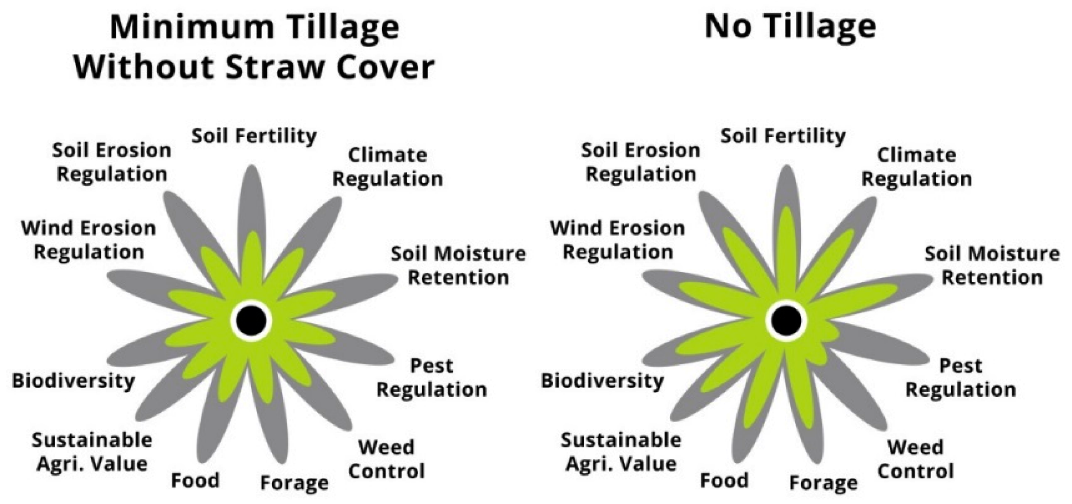 Minimum Tillage
Without Straw Cover
Soil Fertility
Climate
Regulation
Soil Moisture
Retention
Pest
Regulation
Weed
Control
Forage
Food
Sustainable
Agri. Value
Biodiversity
Wind Erosion
Regulation
Soil Erosion
Regulation
No Tillage
Soil Fertility
Climate
Regulation
Soil Moisture
Retention
Pest
Regulation
Weed
Control
Forage
Food
Sustainable
Agri. Value
Biodiversity
Wind Erosion
Regulation
Soil Erosion
Regulation